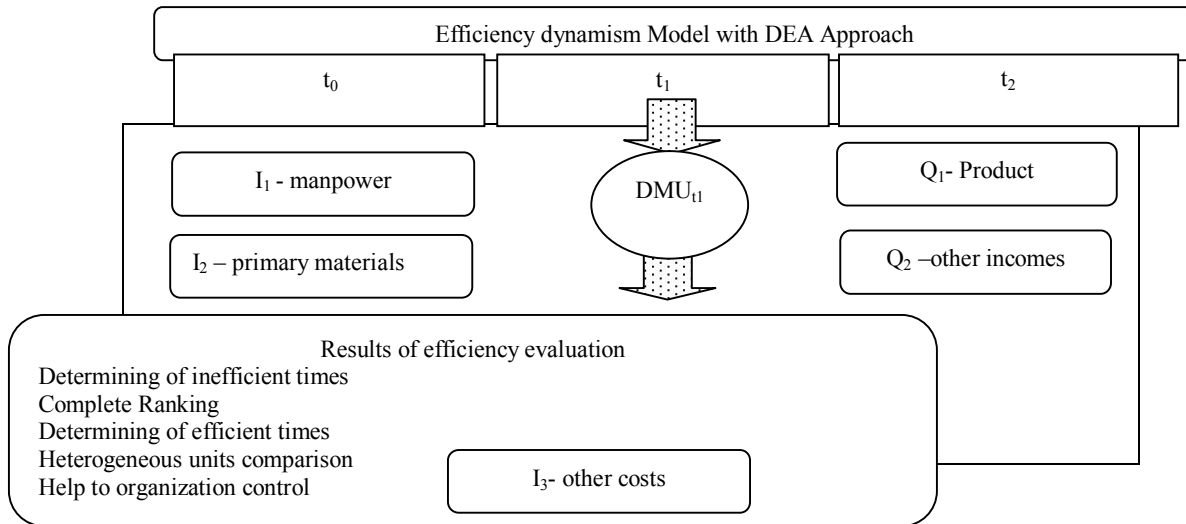 Efficiency dynamism Model with DEA Approach
t₀
t₁
t₂
I₁ - manpower
DMUₜ₁
Q₁- Product
I₂ – primary materials
Q₂ –other incomes
Results of efficiency evaluation
Determining of inefficient times
Complete Ranking
Determining of efficient times
Heterogeneous units comparison
Help to organization control
I₃- other costs